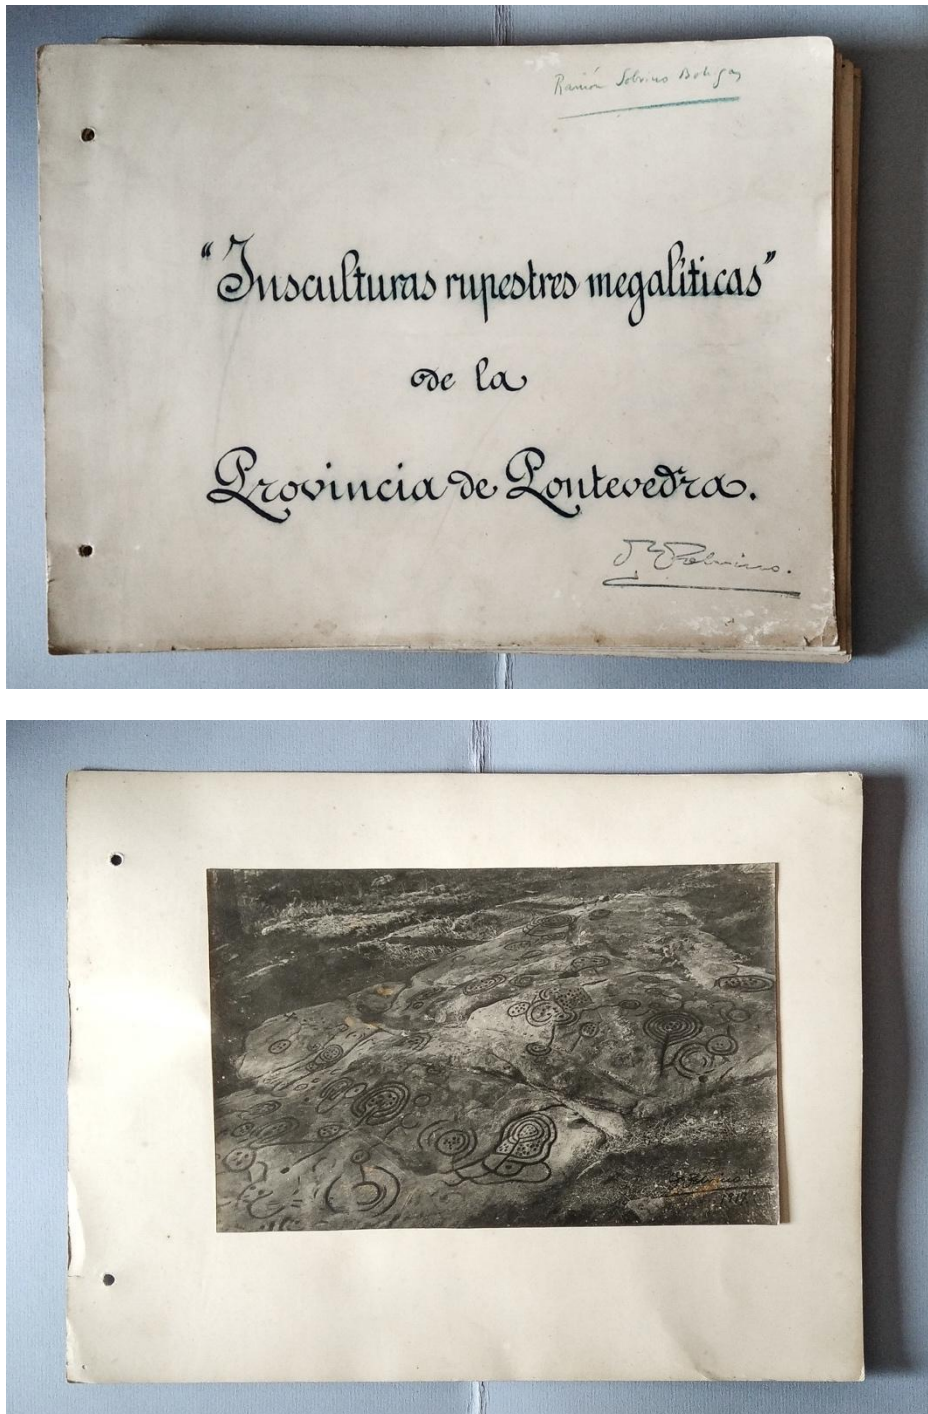 Ramón Sobrino Buhigas
"Insculturas rupestres megalíticas"
de la
Provincia de Pontevedra.
Sobrino.